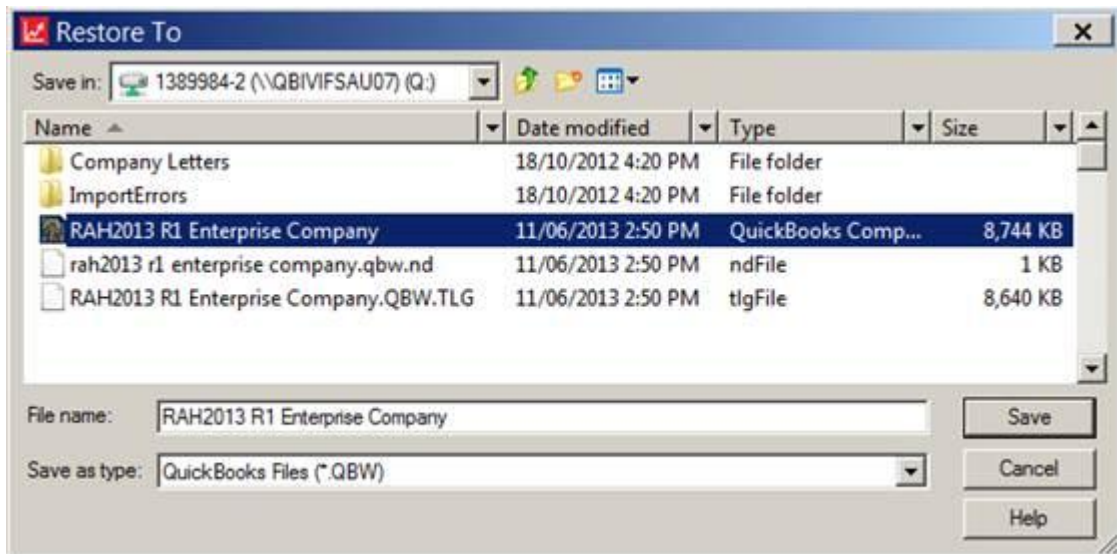 Restore To
Save in: 1389984-2 (\\QBIVIFSAU07) (Q:)
Name Date modified Type Size
Company Letters 18/10/2012 4:20 PM File folder
ImportErrors 18/10/2012 4:20 PM File folder
RAH2013 R1 Enterprise Company 11/06/2013 2:50 PM QuickBooks Comp... 8,744 KB
rah2013 r1 enterprise company.qbw.nd 11/06/2013 2:50 PM ndFile 1 KB
RAH2013 R1 Enterprise Company.QBW.TLG 11/06/2013 2:50 PM tlgFile 8,640 KB
File name: RAH2013 R1 Enterprise Company Save
Save as type: QuickBooks Files (*.QBW) Cancel
Help